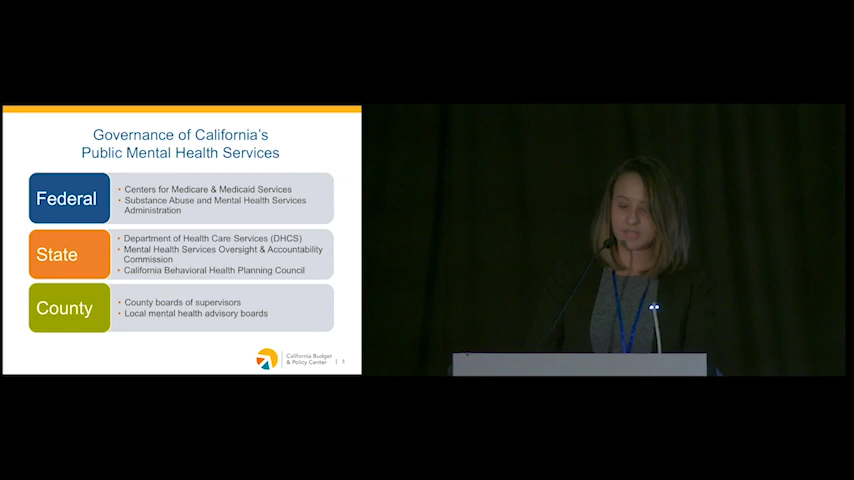 Governance of California's
Public Mental Health Services
Federal
• Centers for Medicare & Medicaid Services
• Substance Abuse and Mental Health Services
Administration
State
• Department of Health Care Services (DHCS)
• Mental Health Services Oversight & Accountability
Commission
• California Behavioral Health Planning Council
County
• County boards of supervisors
• Local mental health advisory boards
California Budget
& Policy Center